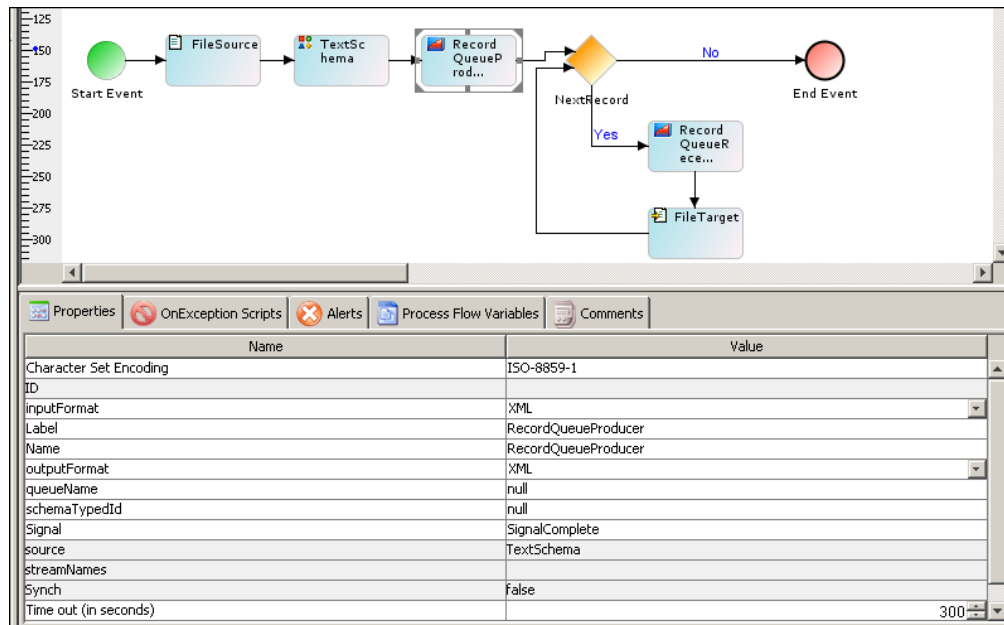 125
150
175
200
225
250
275
300
Start Event
FileSource
TextSc
hema
Record
QueueP
rod...
NextRecord
No
End Event
Yes
Record
QueueR
ece...
FileTarget
Properties
OnException Scripts
Alerts
Process Flow Variables
Comments
Name Value
Character Set Encoding ISO-8859-1
ID
inputFormat XML
Label RecordQueueProducer
Name RecordQueueProducer
outputFormat XML
queueName null
schemaTypedId null
Signal SignalComplete
source TextSchema
streamNames
Synch false
Time out (in seconds) 300